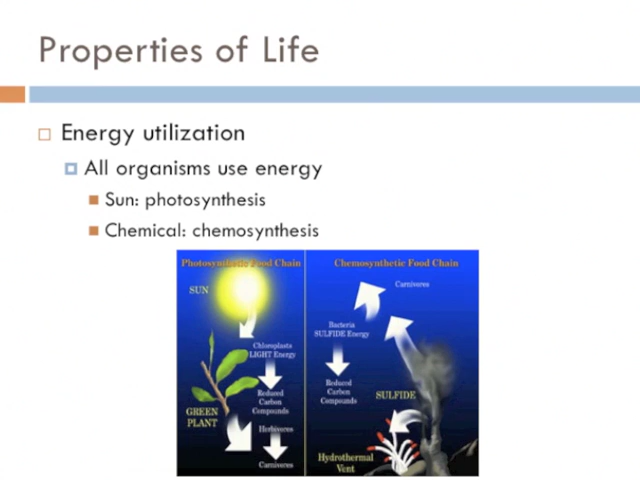 Properties of Life
Energy utilization
All organisms use energy
Sun: photosynthesis
Chemical: chemosynthesis
Photosynthetic Food Chain
SUN
Chloroplasts
LIGHT Energy
Reduced
Carbon
Compounds
GREEN
PLANT
Herbivores
Carnivores
Chemosynthetic Food Chain
Carnivores
Bacteria
SULFIDE Energy
Reduced
Carbon
Compounds
SULFIDE
Hydrothermal
Vent